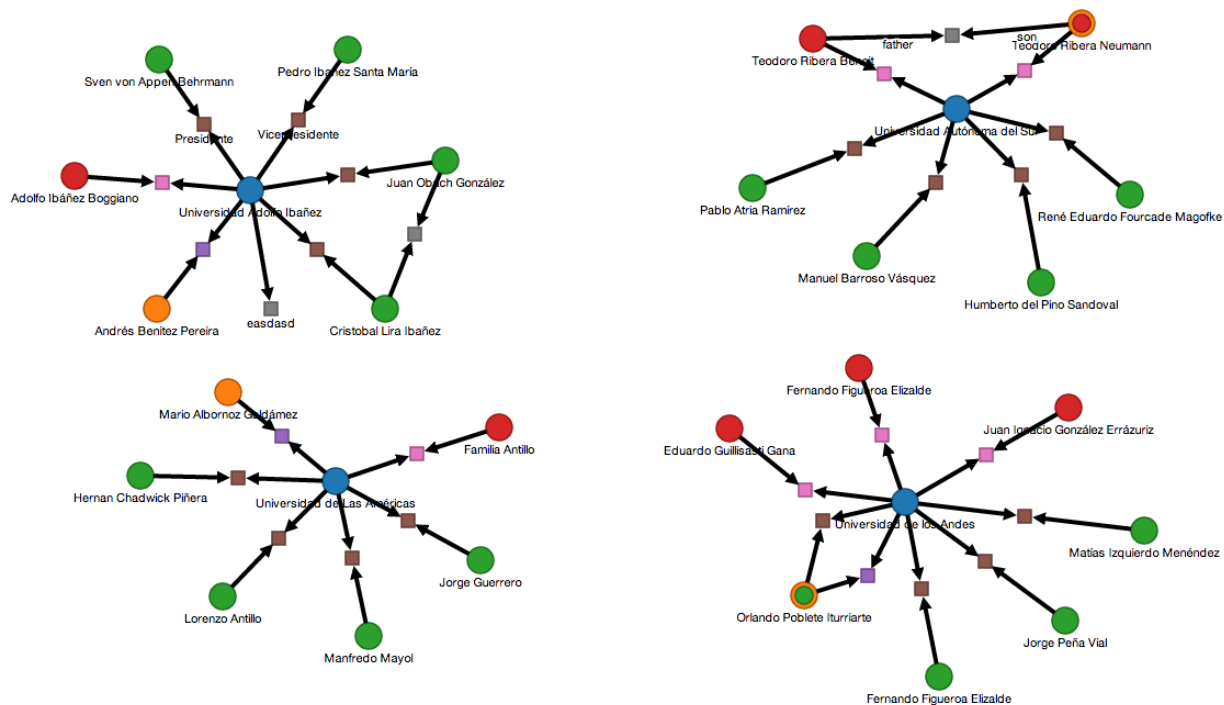 Sven von Appen Behrmann
Pedro Ibañez Santa María
Presidente
Vicepresidente
Adolfo Ibáñez Boggiano
Juan Obach González
Universidad Adolfo Ibañez
Andrés Benitez Pereira
easdasd
Cristobal Lira Ibañez
father
son
Teodoro Ribera Benoit
Teodoro Ribera Neumann
Universidad Autónoma del Sur
Pablo Atria Ramírez
René Eduardo Fourcade Magofke
Manuel Barroso Vásquez
Humberto del Pino Sandoval
Mario Albornoz Galdámez
Familia Antillo
Hernan Chadwick Piñera
Universidad de Las Américas
Jorge Guerrero
Lorenzo Antillo
Manfredo Mayol
Fernando Figueroa Elizalde
Juan Ignacio González Errázuriz
Eduardo Guillisasti Gana
Universidad de los Andes
Matías Izquierdo Menéndez
Orlando Poblete Iturriarte
Jorge Peña Vial
Fernando Figueroa Elizalde